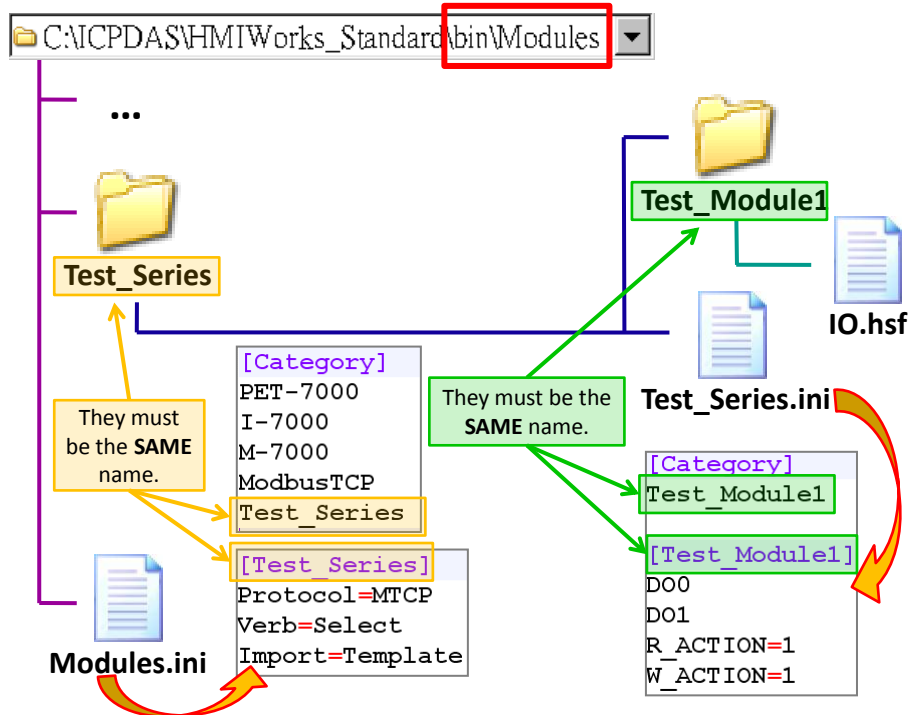 C:\ICPDAS\HMIWorks_Standard\bin\Modules
...
Test_Series
Test_Module1
IO.hsf
Test_Series.ini
They must
be the SAME
name.
[Category]
PET-7000
I-7000
M-7000
ModbusTCP
Test_Series
[Test_Series]
Protocol=MTCP
Verb=Select
Import=Template
Modules.ini
They must be the
SAME name.
[Category]
Test_Module1
[Test_Module1]
DO0
DO1
R_ACTION=1
W_ACTION=1